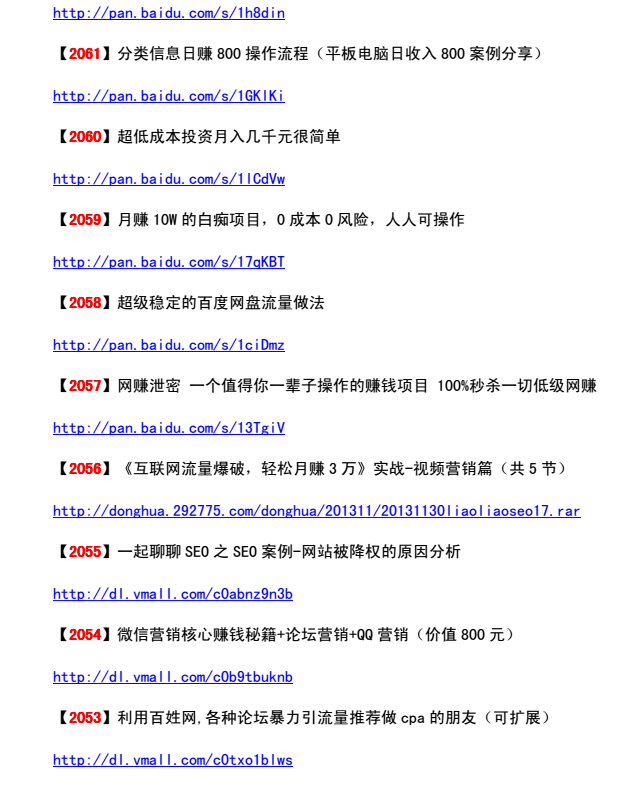 http://pan.baidu.com/s/1h8din
【2061】分类信息日赚 800 操作流程（平板电脑日收入 800 案例分享）
http://pan.baidu.com/s/1GKlKi
【2060】超低成本投资月入几千元很简单
http://pan.baidu.com/s/1lCdVw
【2059】月赚 10W 的白痴项目，0 成本 0 风险，人人可操作
http://pan.baidu.com/s/17qKBT
【2058】超级稳定的百度网盘流量做法
http://pan.baidu.com/s/1ciDmz
【2057】网赚泄密 一个值得你一辈子操作的赚钱项目 100%秒杀一切低级网赚
http://pan.baidu.com/s/13TgiV
【2056】《互联网流量爆破，轻松月赚 3 万》实战-视频营销篇（共 5 节）
http://donghua.292775.com/donghua/201311/20131130liaoliaoseo17.rar
【2055】一起聊聊 SEO 之 SEO 案例-网站被降权的原因分析
http://dl.vmall.com/c0abnz9n3b
【2054】微信营销核心赚钱秘籍+论坛营销+QQ 营销（价值 800 元）
http://dl.vmall.com/c0b9tbuknb
【2053】利用百姓网,各种论坛暴力引流量推荐做 cpa 的朋友（可扩展）
http://dl.vmall.com/c0txo1blws